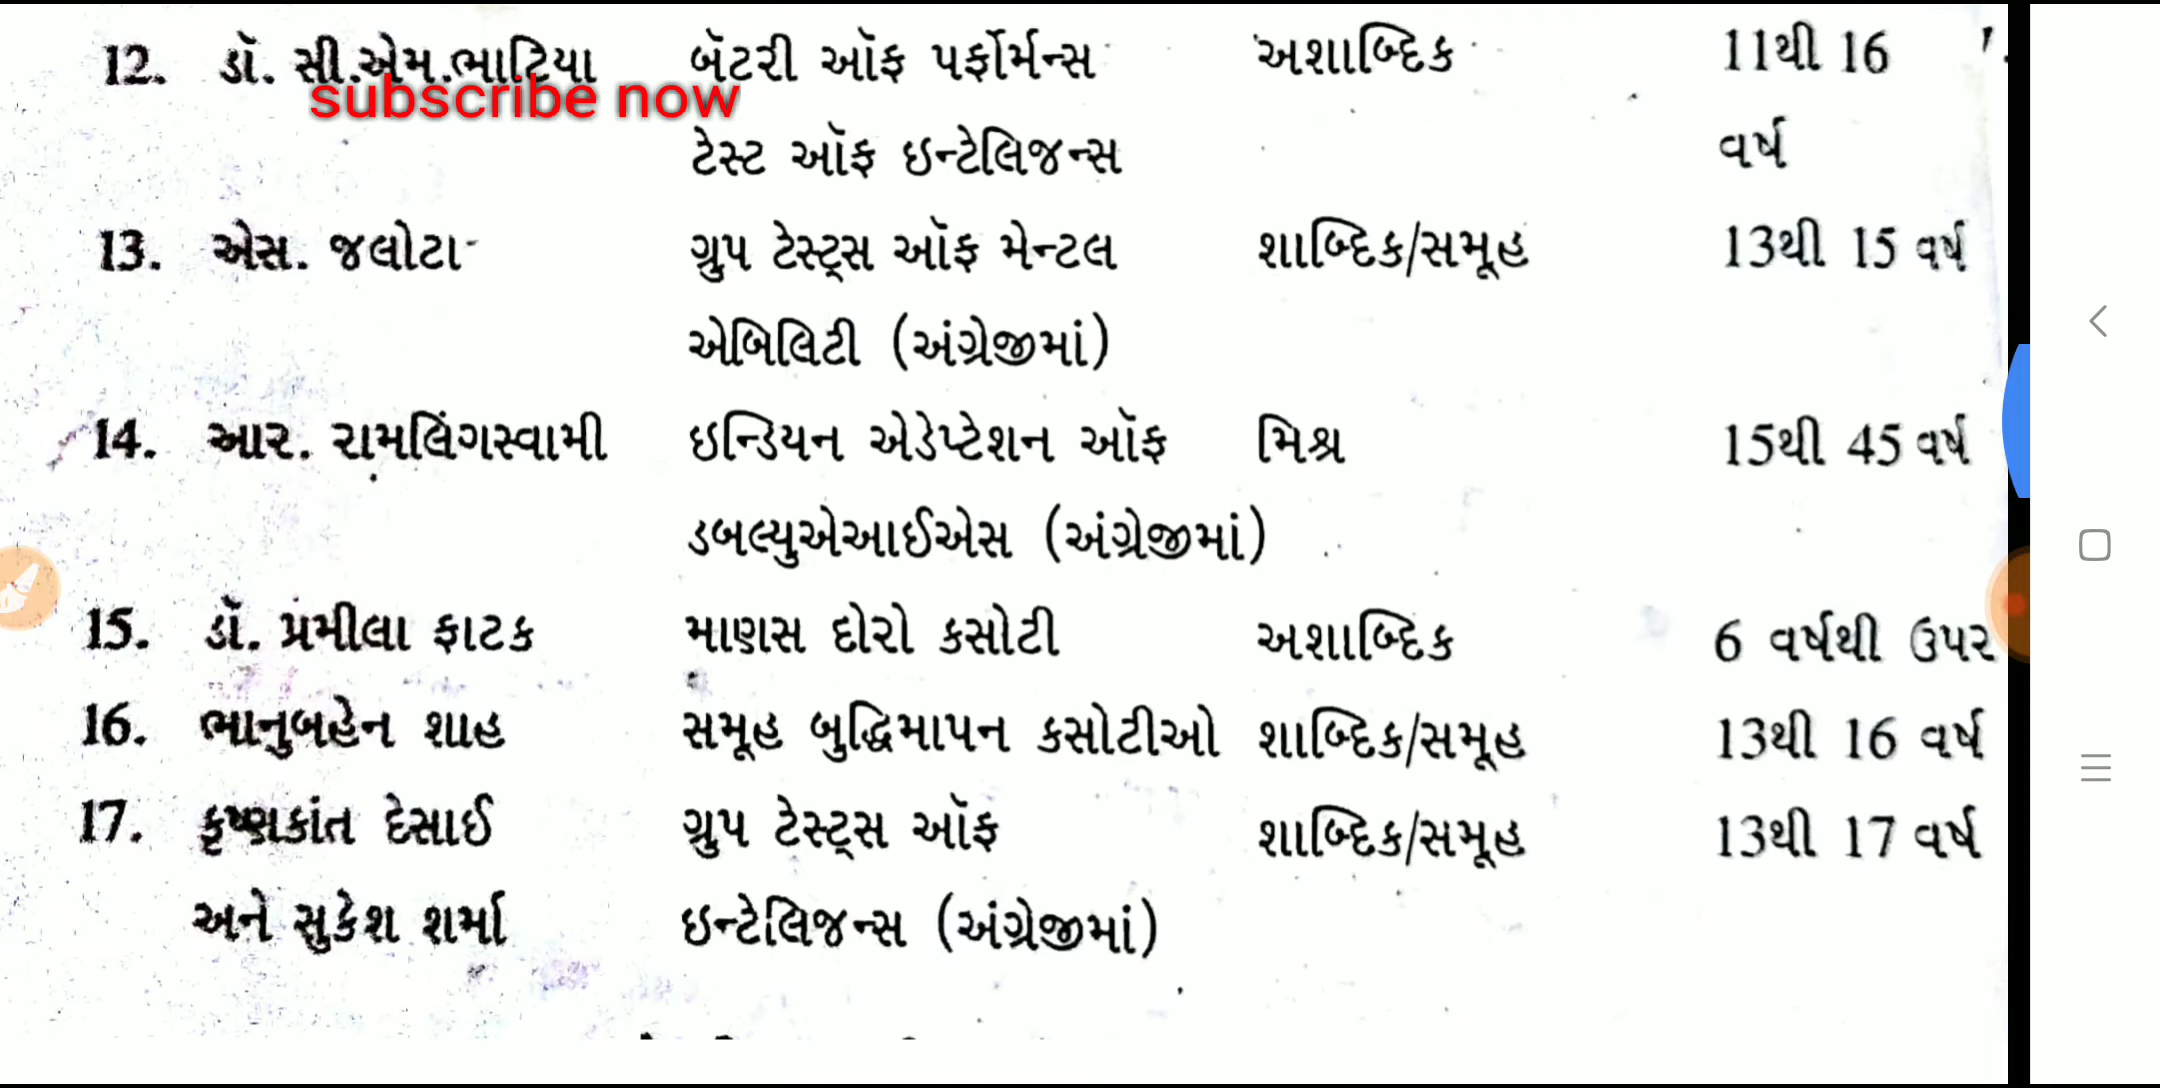 12. ડૉ. સી.એમ.ભાટિયા બૅટરી ઑફ પર્ફોર્મન્સ અશાબ્દિક 11થી 16
subscribe now
ટેસ્ટ ઑફ ઇન્ટેલિજન્સ વર્ષ
13. એસ. જલોટા ગ્રુપ ટેસ્ટ્સ ઑફ મેન્ટલ શાબ્દિક/સમૂહ 13થી 15 વર્ષ
એબિલિટી (અંગ્રેજીમાં)
14. આર. રામલિંગસ્વામી ઇન્ડિયન એડેપ્ટેશન ઑફ મિશ્ર 15થી 45 વર્ષ
ડબલ્યુએઆઈએસ (અંગ્રેજીમાં)
15. ડૉ. પ્રમીલા ફાટક માણસ દોરો કસોટી અશાબ્દિક 6 વર્ષથી ઉપર
16. ભાનુબહેન શાહ સમૂહ બુદ્ધિમાપન કસોટીઓ શાબ્દિક/સમૂહ 13થી 16 વર્ષ
17. કૃષ્ણકાંત દેસાઈ ગ્રુપ ટેસ્ટ્સ ઑફ શાબ્દિક/સમૂહ 13થી 17 વર્ષ
અને સુકેશ શર્મા ઇન્ટેલિજન્સ (અંગ્રેજીમાં)